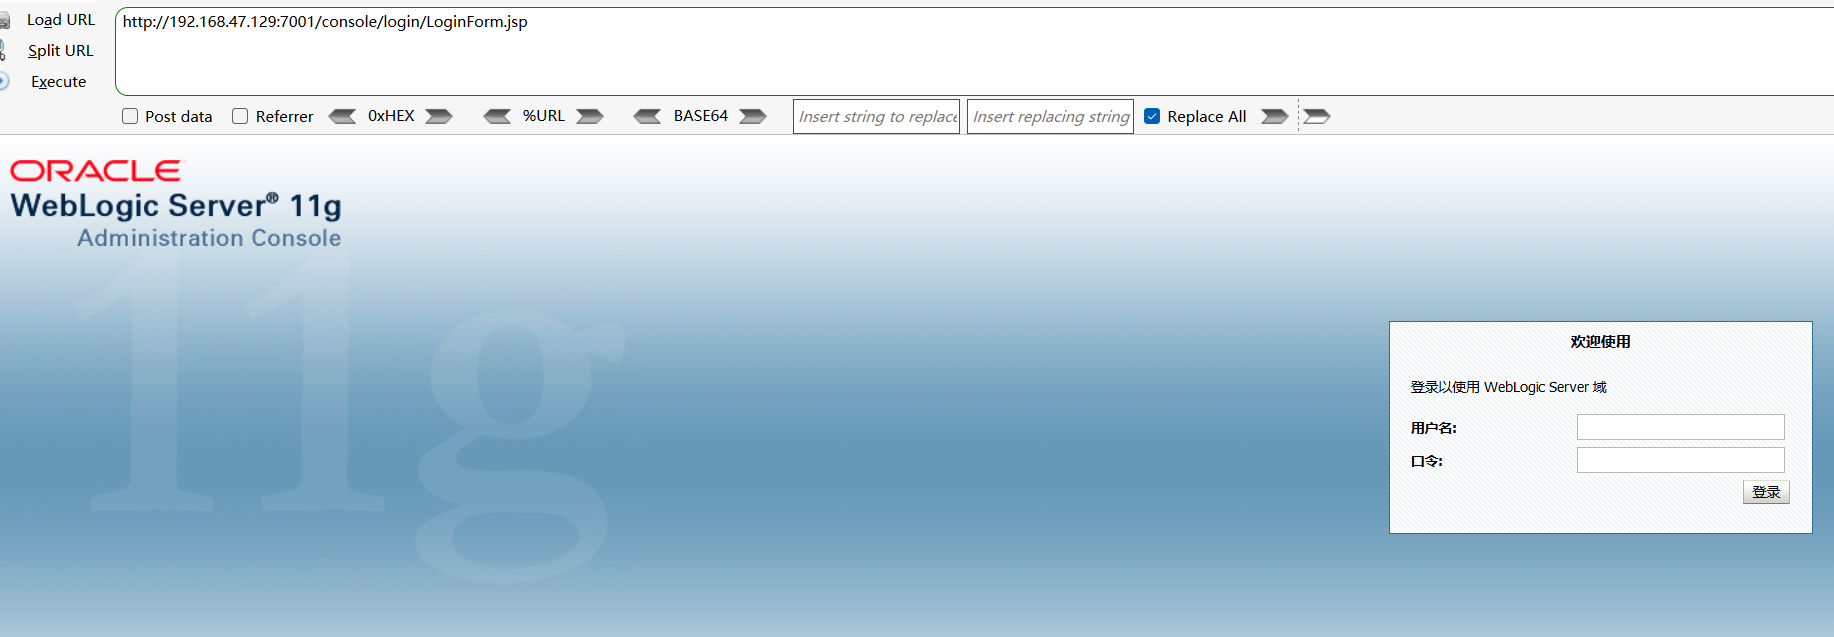 Load URL
http://192.168.47.129:7001/console/login/LoginForm.jsp
Split URL
Execute
Post data Referrer 0xHEX %URL BASE64 Insert string to replace Insert replacing string Replace All
ORACLE
WebLogic Server® 11g
Administration Console
11g
欢迎使用
登录以使用 WebLogic Server 域
用户名:
口令:
登录